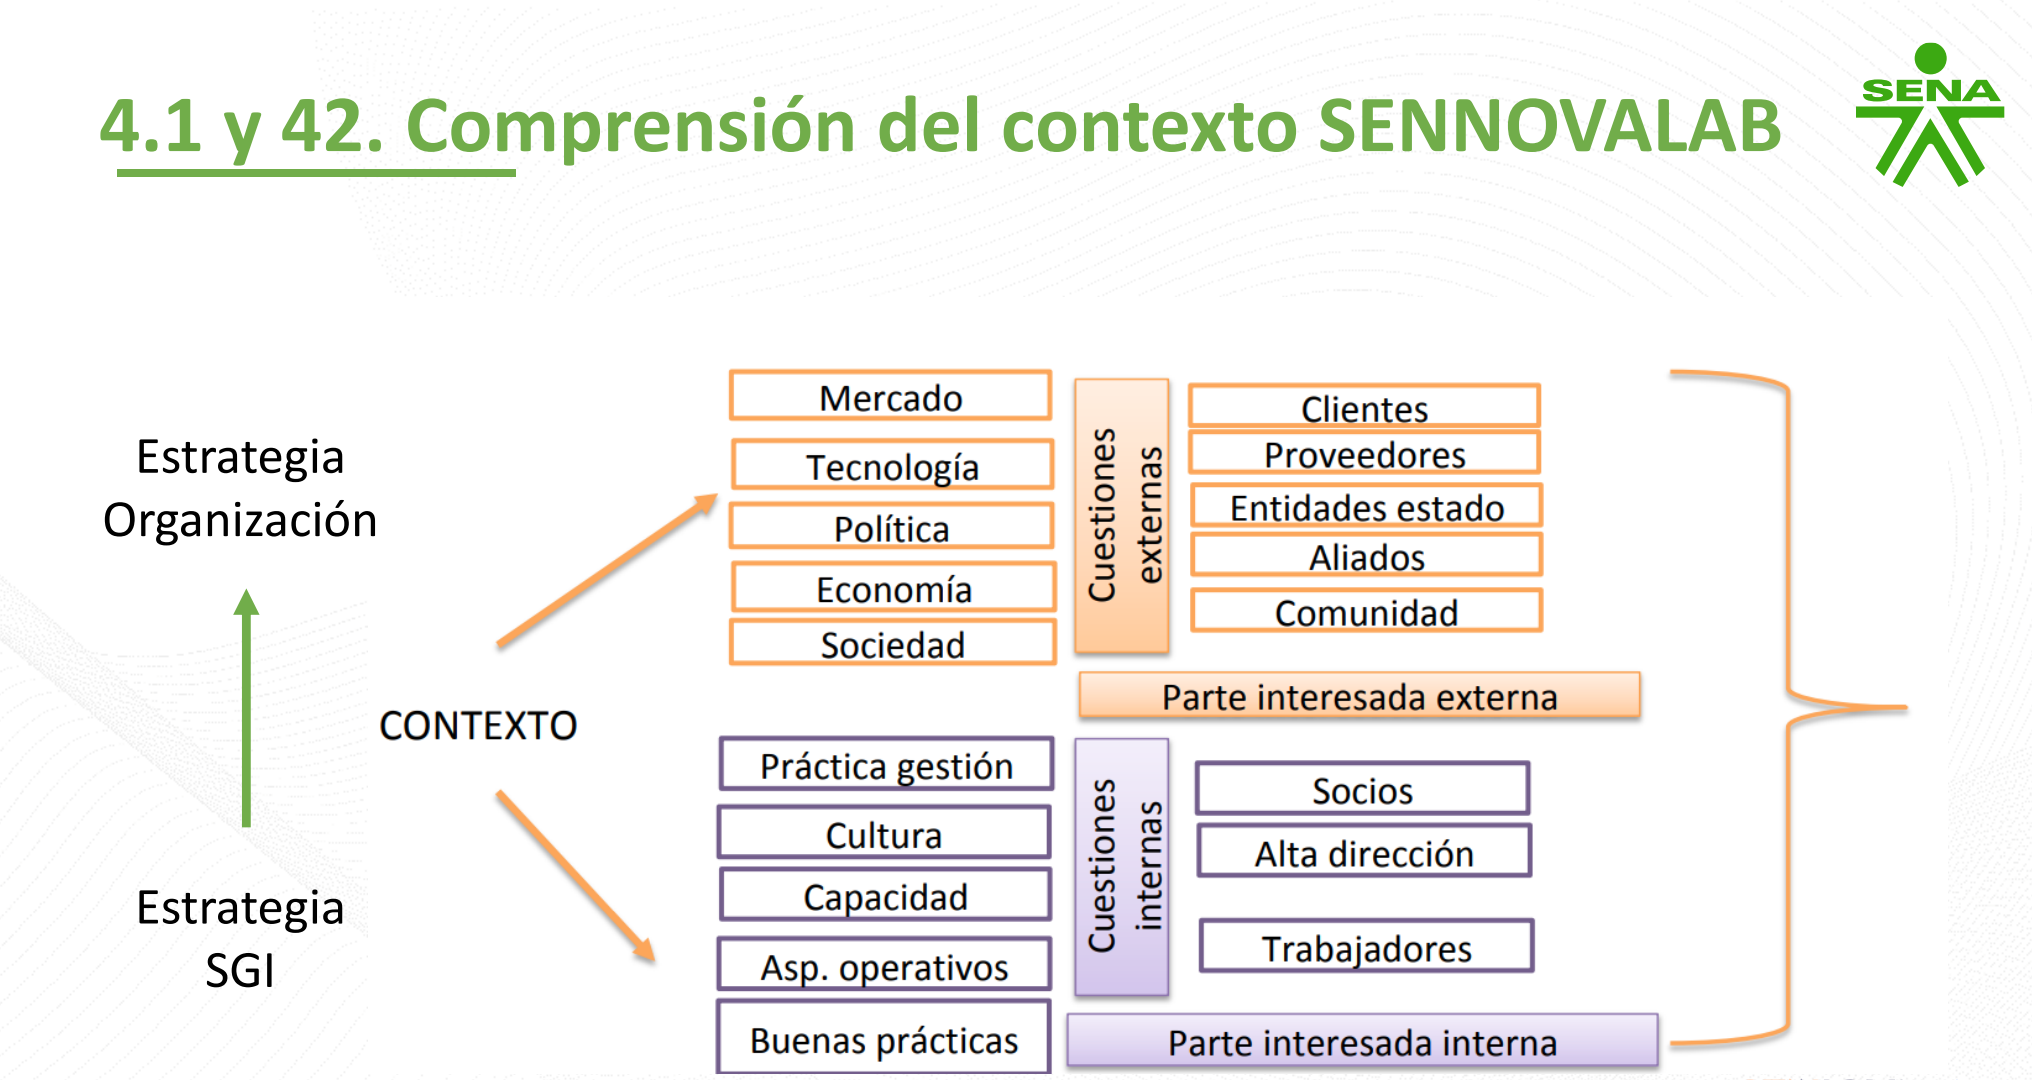 4.1 y 42. Comprensión del contexto SENNOVALAB
SENA
Estrategia
Organización
Estrategia
SGI
CONTEXTO
Mercado
Tecnología
Política
Economía
Sociedad
Cuestiones
externas
Clientes
Proveedores
Entidades estado
Aliados
Comunidad
Parte interesada externa
Práctica gestión
Cultura
Capacidad
Asp. operativos
Buenas prácticas
Cuestiones
internas
Socios
Alta dirección
Trabajadores
Parte interesada interna